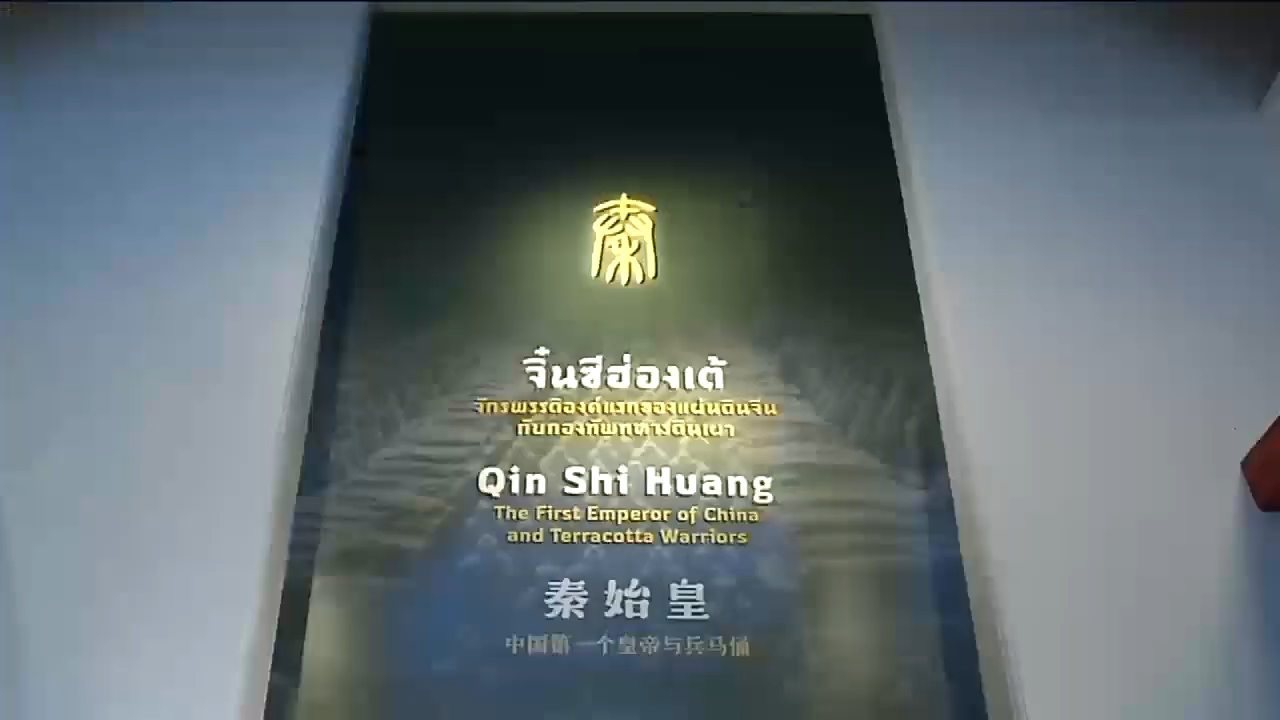 秦
จิ๋นซีฮ่องเต้
จักรพรรดิองค์แรกของแผ่นดินจีน
กับกองทัพทหารดินเผา
Qin Shi Huang
The First Emperor of China
and Terracotta Warriors
秦始皇
中国第一个皇帝与兵马俑